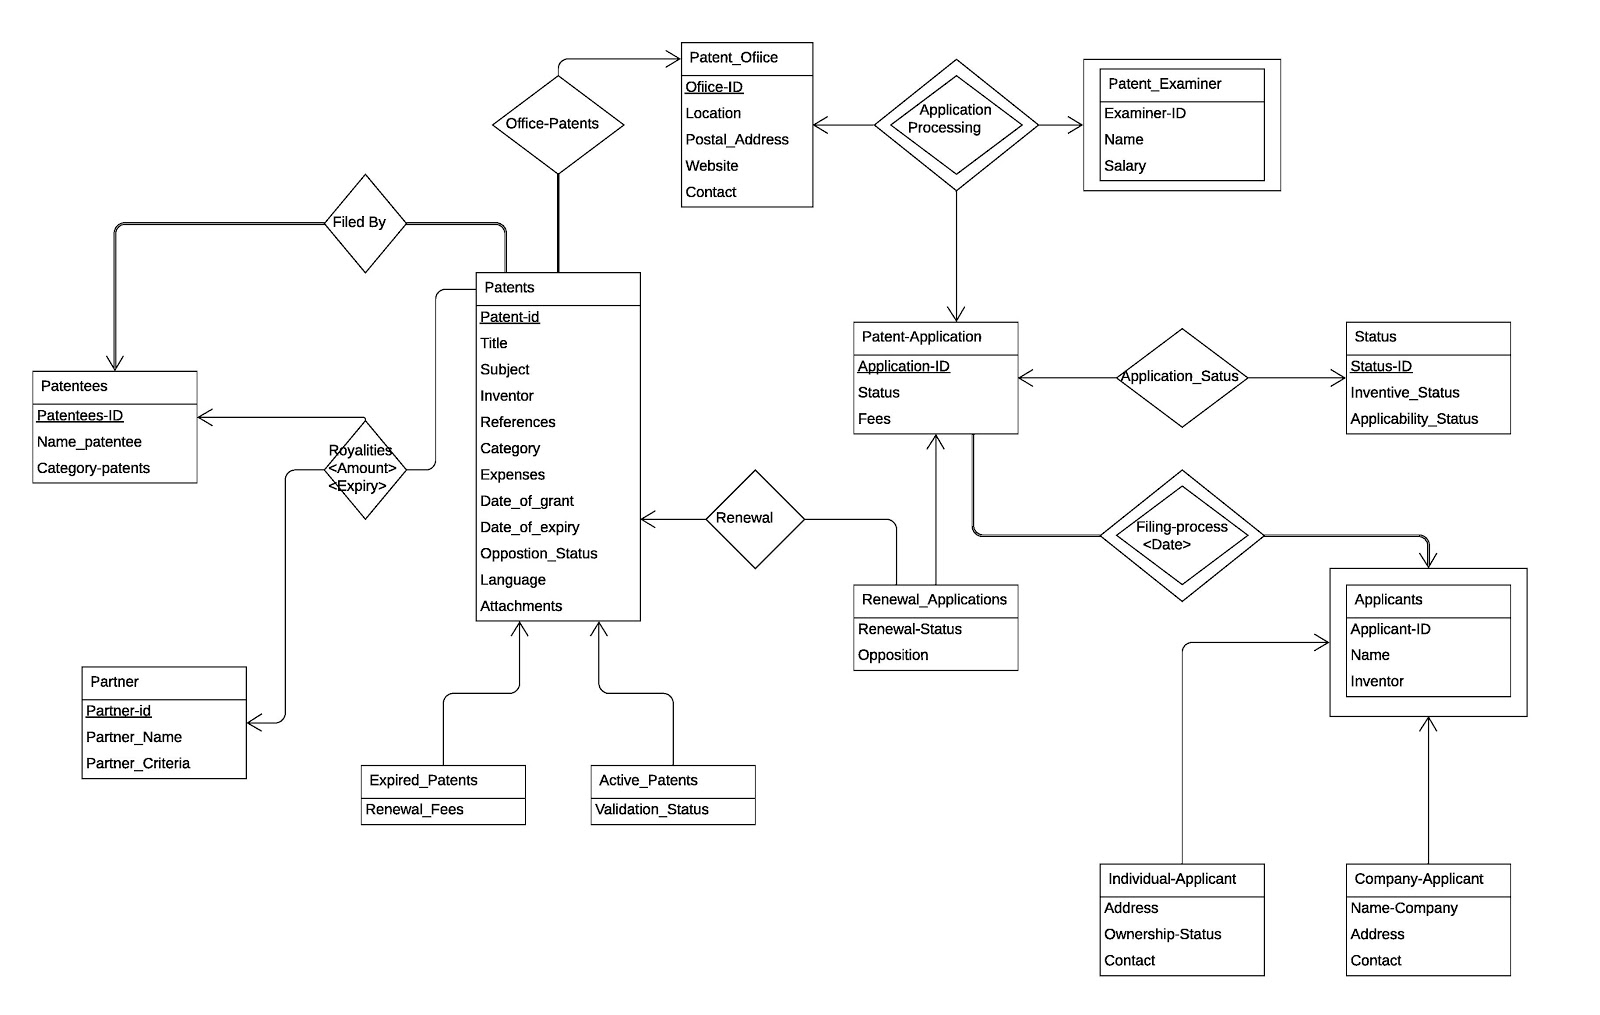 Patent_Ofiice
Ofiice-ID
Location
Postal_Address
Website
Contact
Application
Processing
Patent_Examiner
Examiner-ID
Name
Salary
Office-Patents
Filed By
Patents
Patent-id
Title
Subject
Inventor
References
Category
Expenses
Date_of_grant
Date_of_expiry
Oppostion_Status
Language
Attachments
Patentees
Patentees-ID
Name_patentee
Category-patents
Royalities
<Amount>
<Expiry>
Patent-Application
Application-ID
Status
Fees
Application_Satus
Status
Status-ID
Inventive_Status
Applicability_Status
Renewal
Filing-process
<Date>
Renewal_Applications
Renewal-Status
Opposition
Applicants
Applicant-ID
Name
Inventor
Partner
Partner-id
Partner_Name
Partner_Criteria
Expired_Patents
Renewal_Fees
Active_Patents
Validation_Status
Individual-Applicant
Address
Ownership-Status
Contact
Company-Applicant
Name-Company
Address
Contact